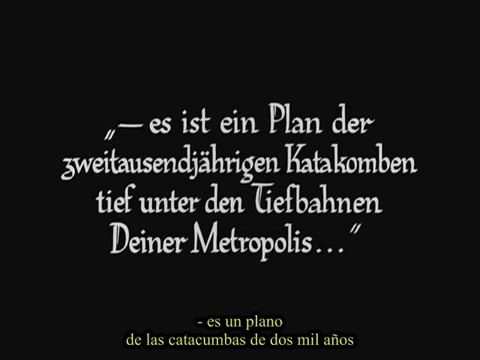 „— es ist ein Plan der
zweitausendjährigen Katakomben
tief unter den Tiefbahnen
Deiner Metropolis..."
- es un plano
de las catacumbas de dos mil años